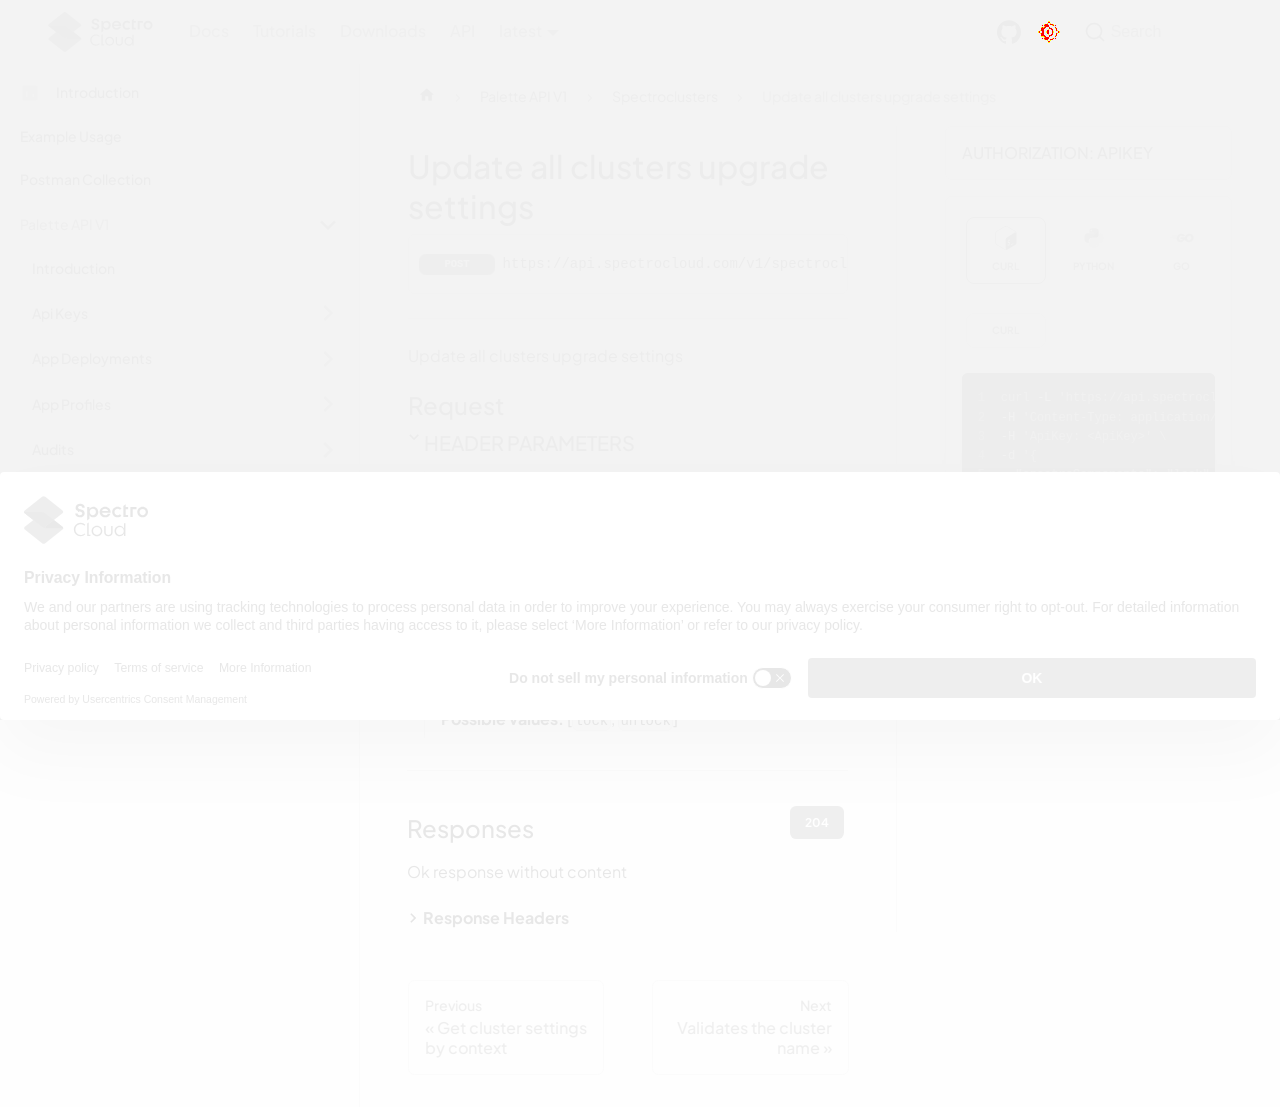 Spectro
Cloud
Docs Tutorials Downloads API latest Search
Introduction
Example Usage
Postman Collection
Palette API V1
Introduction
Api Keys
App Deployments
App Profiles
Audits
Palette API V1 Spectroclusters Update all clusters upgrade settings
Update all clusters upgrade
settings
https://api.spectrocloud.com/v1/spectrocl
Update all clusters upgrade settings
Request
HEADER PARAMETERS
AUTHORIZATION: APIKEY
CURL PYTHON GO
CURL
Spectro
Cloud
Privacy Information
We and our partners are using tracking technologies to process personal data in order to improve your experience. You may always exercise your consumer right to opt-out. For detailed information
about personal information we collect and third parties having access to it, please select 'More Information' or refer to our privacy policy.
Privacy policy Terms of service More Information
Powered by Usercentrics Consent Management
Do not sell my personal information
OK
Possible values: [lock, unlock]
Responses
204
Ok response without content
Response Headers
Previous
« Get cluster settings
by context
Next
Validates the cluster
name »